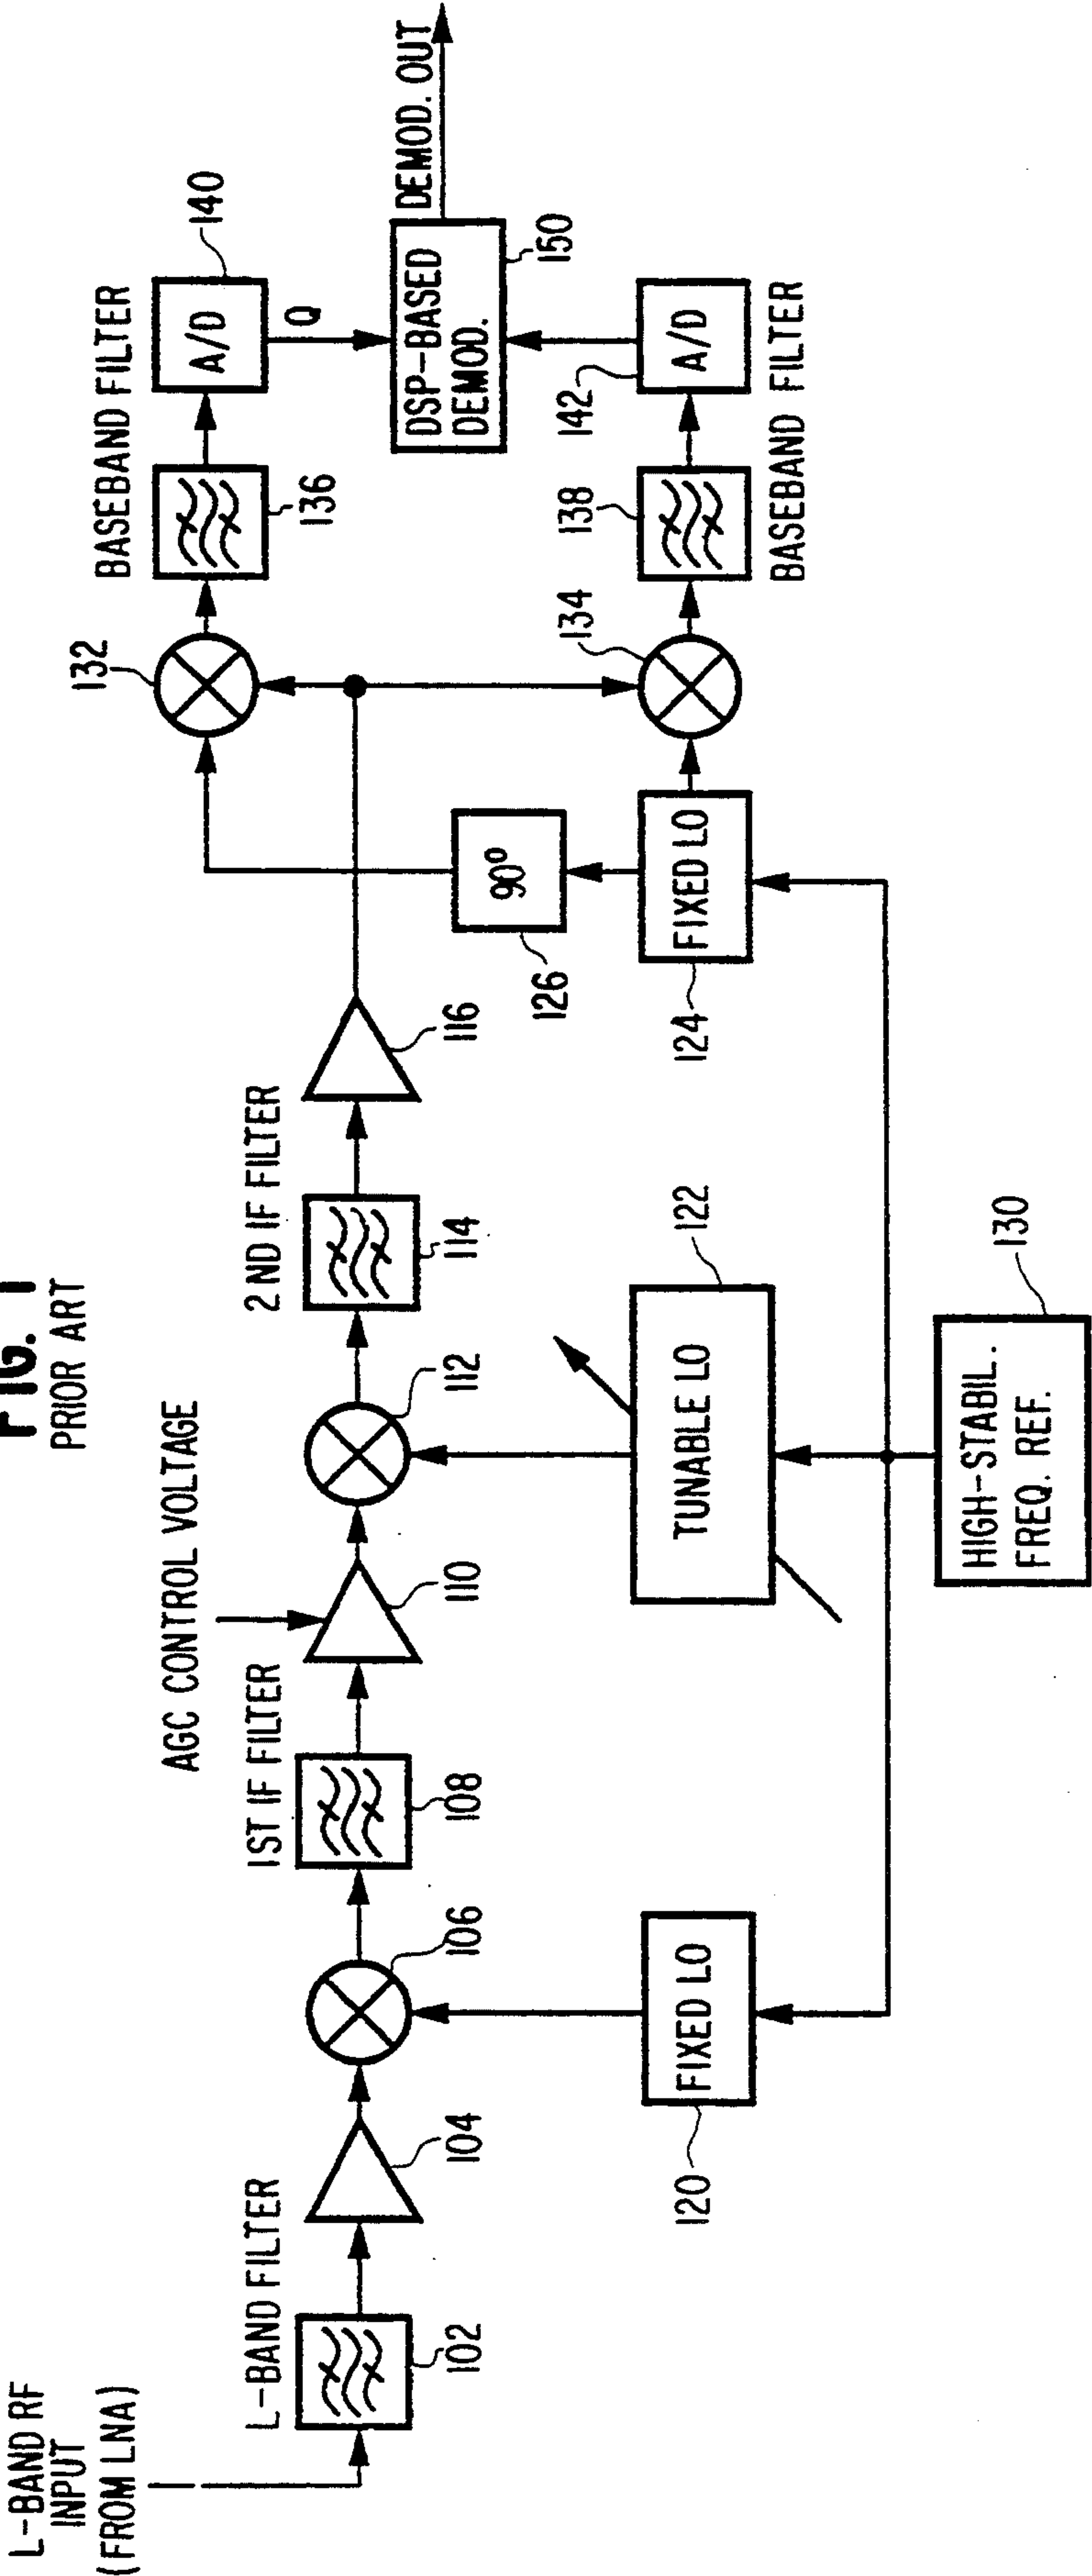 FIG. 1
PRIOR ART
L-BAND RF
INPUT
(FROM LNA)
L-BAND FILTER
102
104
106
1ST IF FILTER
108
AGC CONTROL VOLTAGE
110
112
2 ND IF FILTER
114
116
FIXED LO
120
TUNABLE LO
122
HIGH-STABIL.
FREQ. REF.
130
FIXED LO
124
90°
126
132
134
BASEBAND FILTER
136
138
BASEBAND FILTER
A/D
140
Q
A/D
142
DSP-BASED
DEMOD.
150
DEMOD. OUT